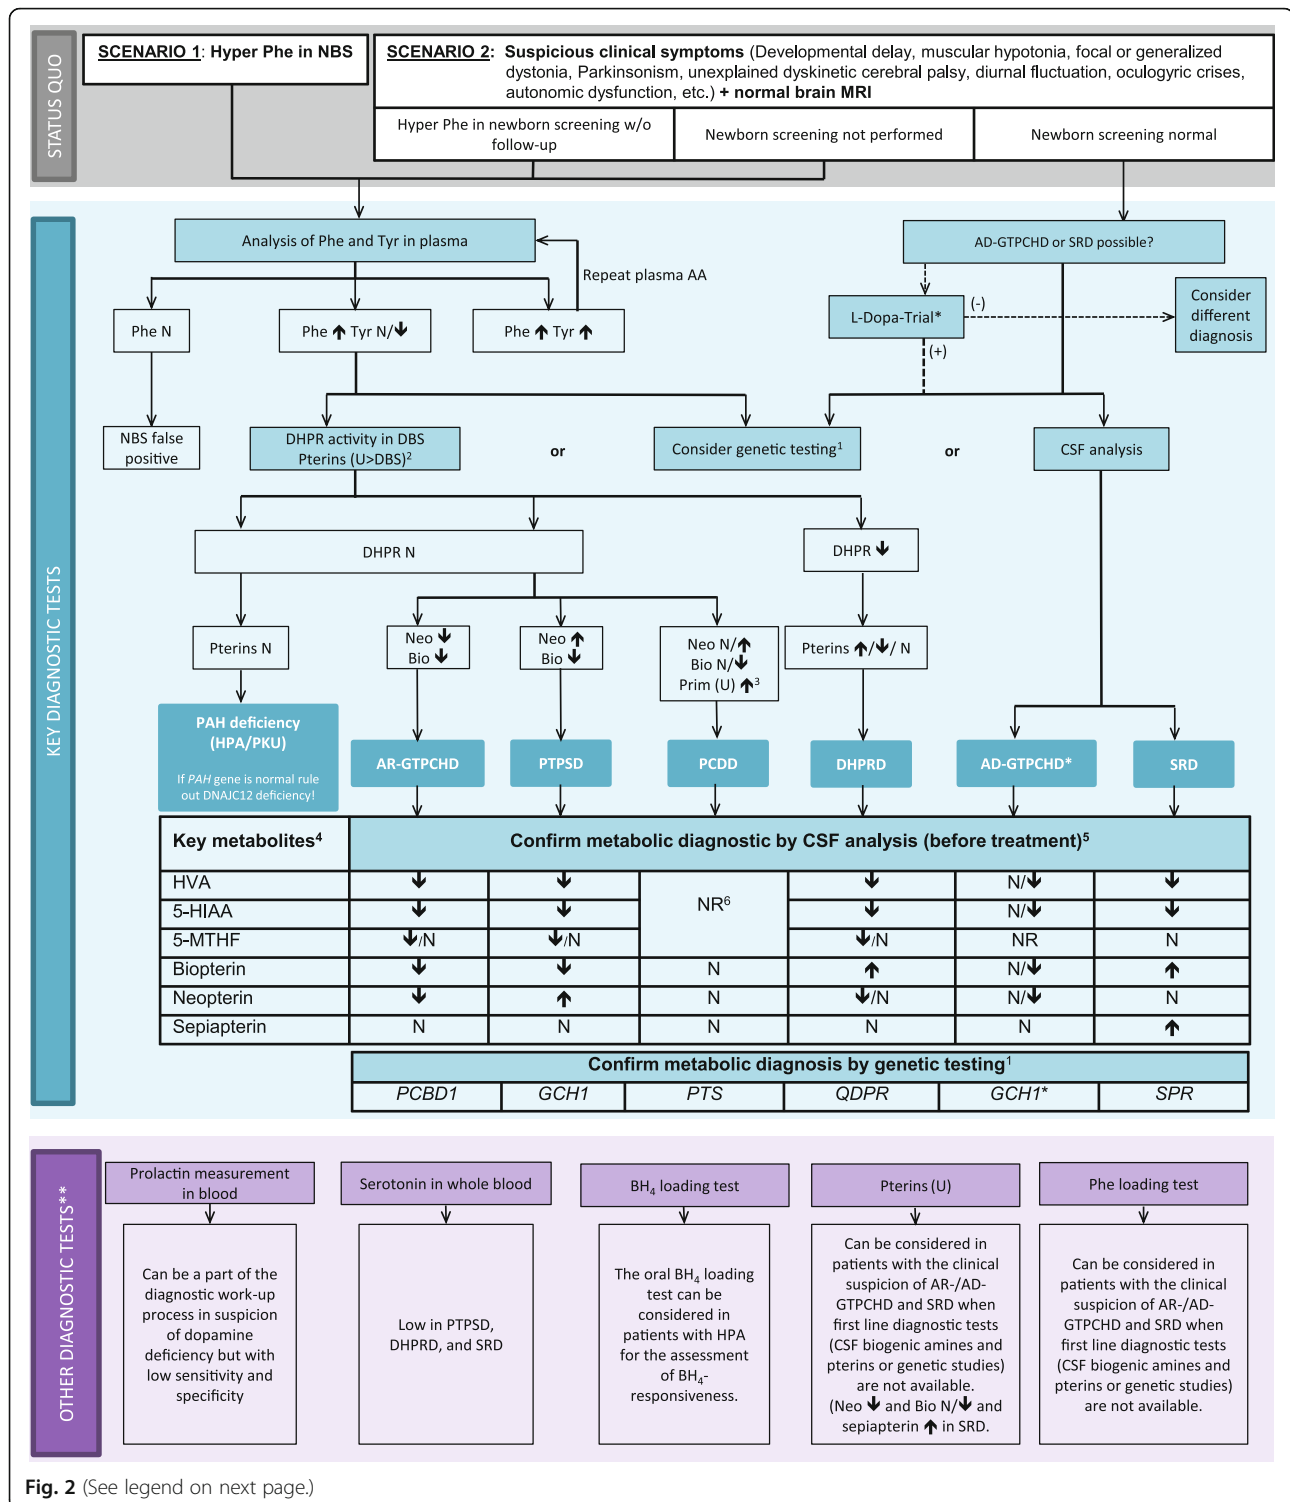 STATUS QUO
SCENARIO 1: Hyper Phe in NBS
SCENARIO 2: Suspicious clinical symptoms (Developmental delay, muscular hypotonia, focal or generalized
dystonia, Parkinsonism, unexplained dyskinetic cerebral palsy, diurnal fluctuation, oculogyric crises,
autonomic dysfunction, etc.) + normal brain MRI
Hyper Phe in newborn screening w/o
follow-up
Newborn screening not performed
Newborn screening normal
KEY DIAGNOSTIC TESTS
Analysis of Phe and Tyr in plasma
AD-GTPCHD or SRD possible?
Repeat plasma AA
Phe N
Phe 🡹 Tyr N/🡻
Phe 🡹 Tyr 🡹
L-Dopa-Trial*
(-)
(+)
Consider
different
diagnosis
NBS false
positive
DHPR activity in DBS
Pterins (U>DBS)²
or
Consider genetic testing¹
or
CSF analysis
DHPR N
DHPR 🡻
Pterins N
Neo 🡻
Bio 🡻
Neo 🡹
Bio 🡻
Neo N/🡹
Bio N/🡻
Prim (U) 🡹³
Pterins 🡹/🡻/ N
PAH deficiency
(HPA/PKU)
If PAH gene is normal rule
out DNAJC12 deficiency!
AR-GTPCHD
PTPSD
PCDD
DHPRD
AD-GTPCHD*
SRD
Key metabolites⁴ Confirm metabolic diagnostic by CSF analysis (before treatment)⁵
HVA 🡻 🡻 NR⁶ 🡻 N/🡻 🡻
5-HIAA 🡻 🡻 🡻 N/🡻 🡻
5-MTHF 🡻/N 🡻/N 🡻/N NR N
Biopterin 🡻 🡻 N 🡹 N/🡻 🡹
Neopterin 🡻 🡹 N 🡻/N N/🡻 N
Sepiapterin N N N N N 🡹
Confirm metabolic diagnosis by genetic testing¹
PCBD1 GCH1 PTS QDPR GCH1* SPR
OTHER DIAGNOSTIC TESTS**
Prolactin measurement
in blood
Can be a part of the
diagnostic work-up
process in suspicion
of dopamine
deficiency but with
low sensitivity and
specificity
Serotonin in whole blood
Low in PTPSD,
DHPRD, and SRD
BH₄ loading test
The oral BH₄ loading
test can be
considered in
patients with HPA
for the assessment
of BH₄-
responsiveness.
Pterins (U)
Can be considered in
patients with the clinical
suspicion of AR-/AD-
GTPCHD and SRD when
first line diagnostic tests
(CSF biogenic amines and
pterins or genetic studies)
are not available.
(Neo 🡻 and Bio N/🡻 and
sepiapterin 🡹 in SRD.
Phe loading test
Can be considered in
patients with the clinical
suspicion of AR-/AD-
GTPCHD and SRD when
first line diagnostic tests
(CSF biogenic amines and
pterins or genetic studies)
are not available.
Fig. 2 (See legend on next page.)